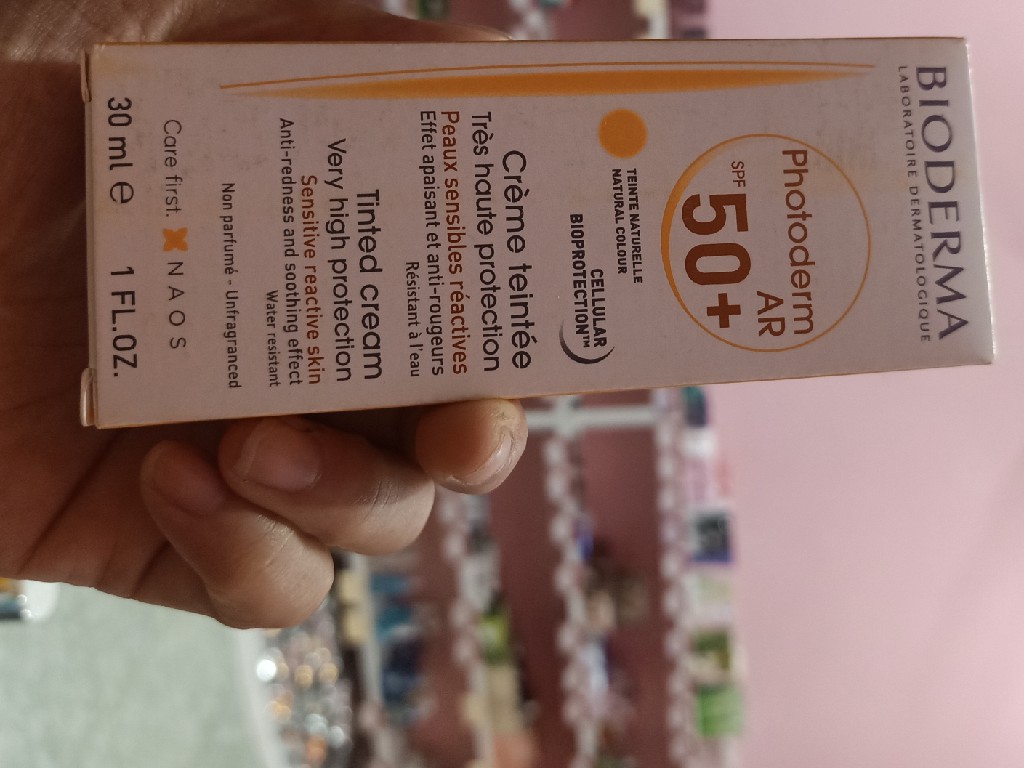 BIODERMA
LABORATOIRE DERMATOLOGIQUE
Photoderm
AR
SPF
50+
TEINTE NATURELLE
NATURAL COLOUR
CELLULAR
BIOPROTECTION™
Crème teintée
Très haute protection
Peaux sensibles réactives
Effet apaisant et anti-rougeurs
Résistant à l'eau
Tinted cream
Very high protection
Sensitive reactive skin
Anti-redness and soothing effect
Water resistant
Non parfumé - Unfragranced
Care first. NAOS
30 ml e 1 FL.OZ.